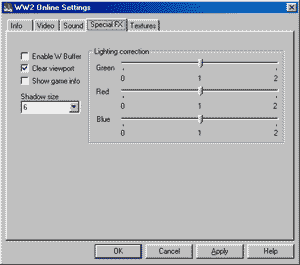 WW2 Online Settings
Info Video Sound Special FX Textures
Enable W Buffer
Clear viewport
Show game info
Shadow size
6
Lighting correction
Green
0 1 2
Red
0 1 2
Blue
0 1 2
OK Cancel Apply Help